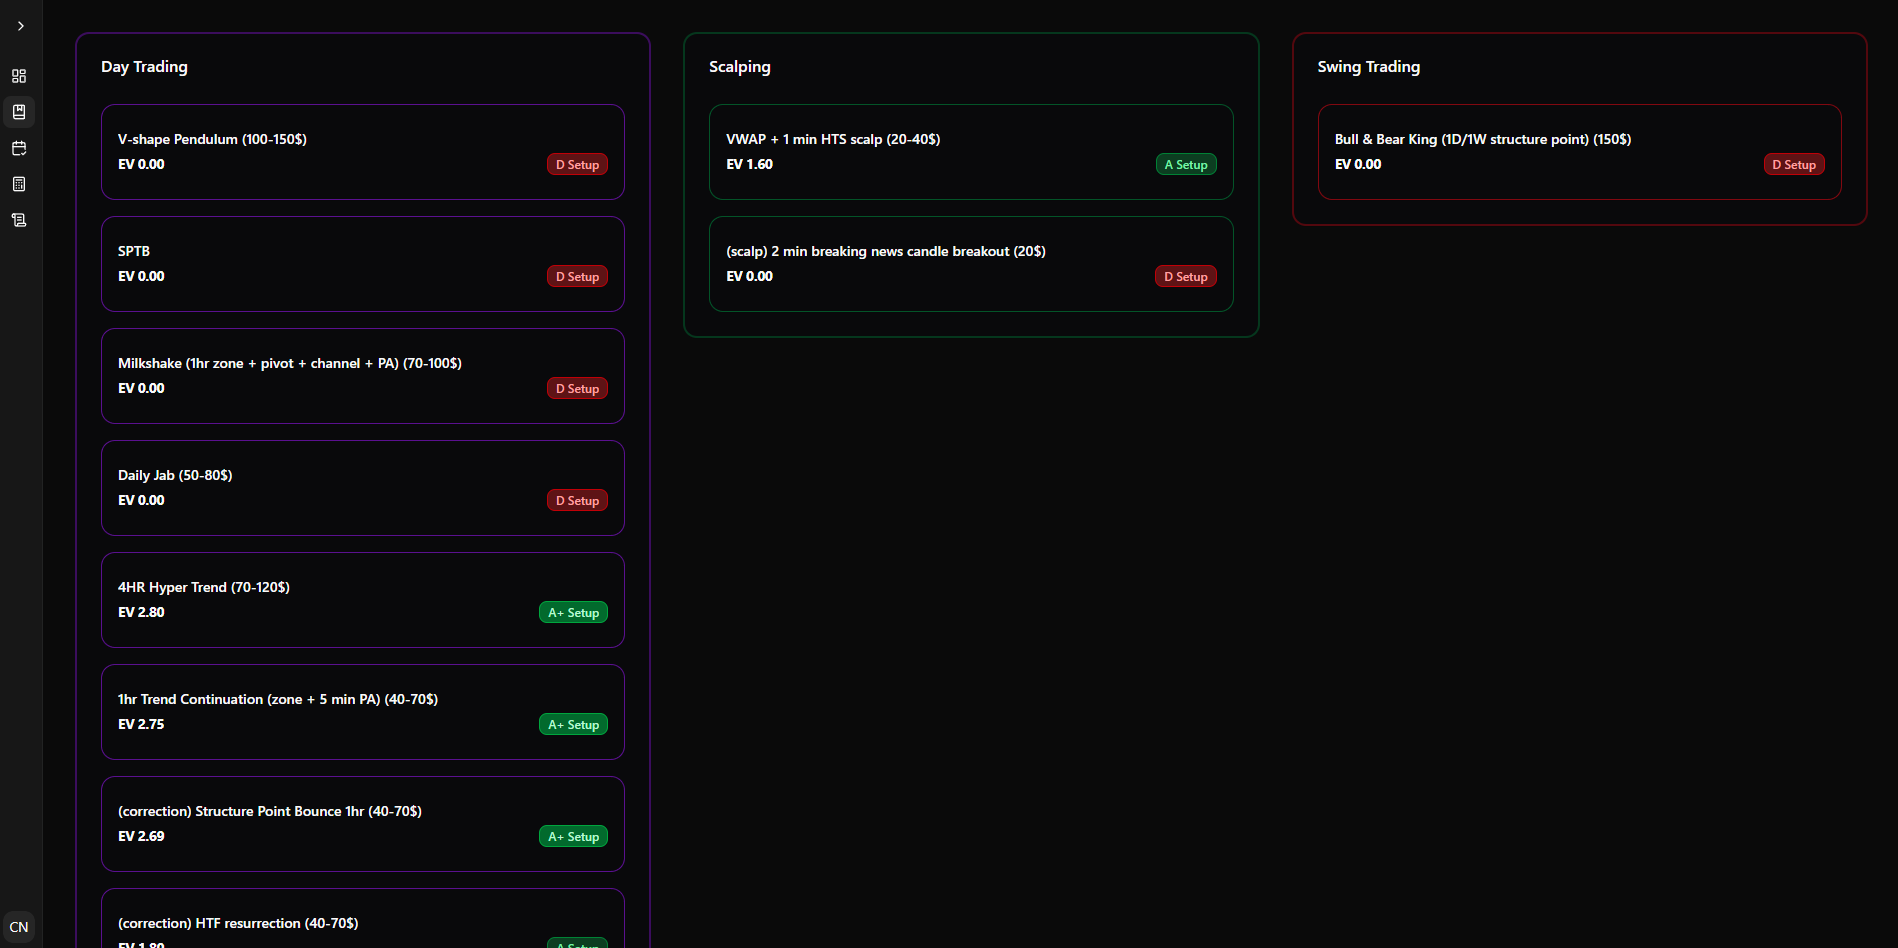 Day Trading
V-shape Pendulum (100-150$)
EV 0.00
D Setup
SPTB
EV 0.00
D Setup
Milkshake (1hr zone + pivot + channel + PA) (70-100$)
EV 0.00
D Setup
Daily Jab (50-80$)
EV 0.00
D Setup
4HR Hyper Trend (70-120$)
EV 2.80
A+ Setup
1hr Trend Continuation (zone + 5 min PA) (40-70$)
EV 2.75
A+ Setup
(correction) Structure Point Bounce 1hr (40-70$)
EV 2.69
A+ Setup
(correction) HTF resurrection (40-70$)
EV 1.80
A Setup
Scalping
VWAP + 1 min HTS scalp (20-40$)
EV 1.60
A Setup
(scalp) 2 min breaking news candle breakout (20$)
EV 0.00
D Setup
Swing Trading
Bull & Bear King (1D/1W structure point) (150$)
EV 0.00
D Setup
CN